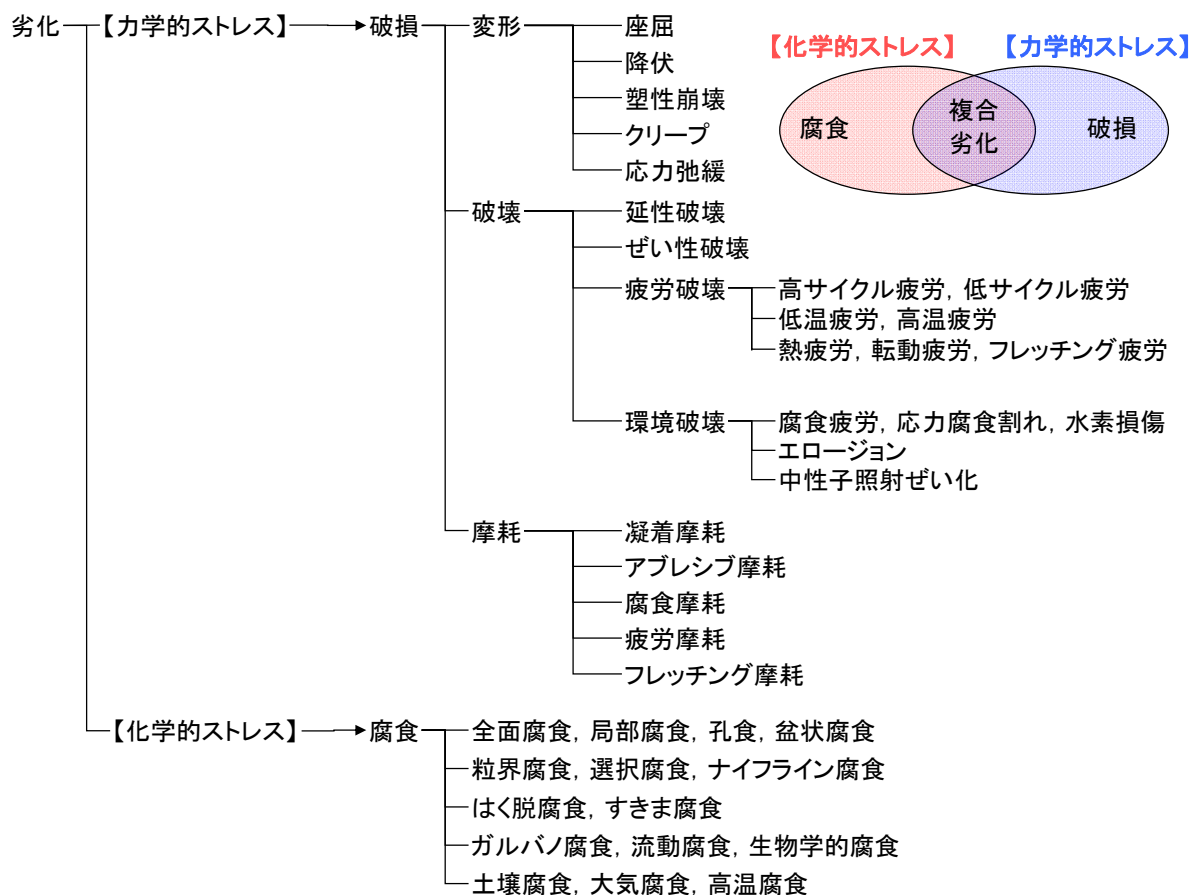 劣化 【力学的ストレス】 破損 変形 座屈
降伏
塑性崩壊
クリープ
応力弛緩
【化学的ストレス】 【力学的ストレス】
腐食 複合劣化 破損
破壊 延性破壊
ぜい性破壊
疲労破壊 高サイクル疲労, 低サイクル疲労
低温疲労, 高温疲労
熱疲労, 転動疲労, フレッチング疲労
環境破壊 腐食疲労, 応力腐食割れ, 水素損傷
エロージョン
中性子照射ぜい化
摩耗 凝着摩耗
アブレシブ摩耗
腐食摩耗
疲労摩耗
フレッチング摩耗
【化学的ストレス】 腐食 全面腐食, 局部腐食, 孔食, 盆状腐食
粒界腐食, 選択腐食, ナイフライン腐食
はく脱腐食, すきま腐食
ガルバノ腐食, 流動腐食, 生物学的腐食
土壌腐食, 大気腐食, 高温腐食